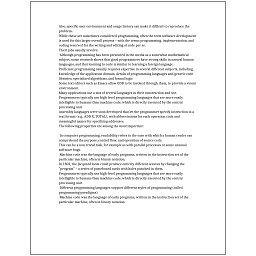 Also, specific user environment and usage history can make it difficult to reproduce the
problem.
While these are sometimes considered programming, often the term software development
is used for this larger overall process – with the terms programming, implementation, and
coding reserved for the writing and editing of code per se.
Their jobs usually involve:
Although programming has been presented in the media as a somewhat mathematical
subject, some research shows that good programmers have strong skills in natural human
languages, and that learning to code is similar to learning a foreign language.
Proficient programming usually requires expertise in several different subjects, including
knowledge of the application domain, details of programming languages and generic code
libraries, specialized algorithms, and formal logic.
Some text editors such as Emacs allow GDB to be invoked through them, to provide a visual
environment.
Many applications use a mix of several languages in their construction and use.
Programmers typically use high-level programming languages that are more easily
intelligible to humans than machine code, which is directly executed by the central
processing unit.
Assembly languages were soon developed that let the programmer specify instruction in a
text format (e.g., ADD X, TOTAL), with abbreviations for each operation code and
meaningful names for specifying addresses.
The following properties are among the most important:
In computer programming, readability refers to the ease with which a human reader can
comprehend the purpose, control flow, and operation of source code.
This can be a non-trivial task, for example as with parallel processes or some unusual
software bugs.
Machine code was the language of early programs, written in the instruction set of the
particular machine, often in binary notation.
In 1801, the Jacquard loom could produce entirely different weaves by changing the
"program" – a series of pasteboard cards with holes punched in them.
Programmers typically use high-level programming languages that are more easily
intelligible to humans than machine code, which is directly executed by the central
processing unit.
Different programming languages support different styles of programming (called
programming paradigms).
Machine code was the language of early programs, written in the instruction set of the
particular machine, often in binary notation.